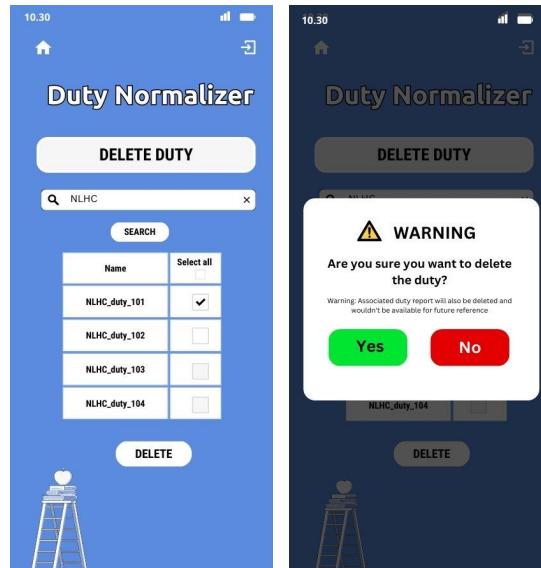 10.30
Duty Normalizer
DELETE DUTY
NLHC
SEARCH
Name
Select all
NLHC_duty_101
NLHC_duty_102
NLHC_duty_103
NLHC_duty_104
DELETE
10.30
Duty Normalizer
DELETE DUTY
NLHC
WARNING
Are you sure you want to delete
the duty?
Warning: Associated duty report will also be deleted and
wouldn't be available for future reference
Yes
No
NLHC_duty_104
DELETE